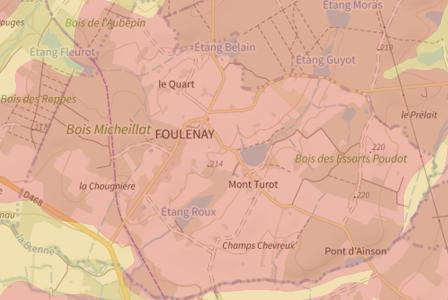 Étang Moras
Bois de l'Aubépin
Étang Belain
219
Étang Fleurot
Étang Guyot
le Quart
Bois des Reppes
le Prélait
Bois Micheillat
FOULENAY
220
Bois des Essarts Poudot
214
la Chougnière
Mont Turot
220
D468
Étang Roux
Champs Chevreux
Pont d'Ainson